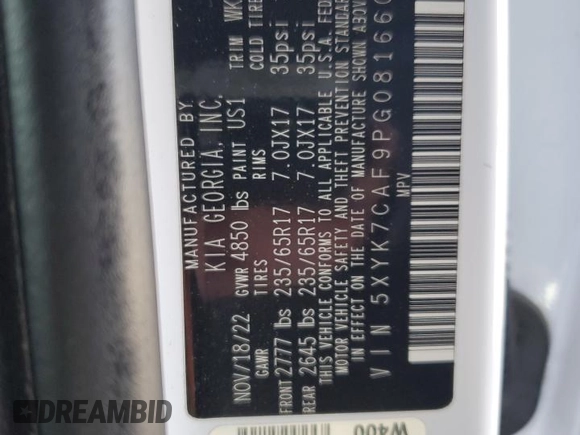 MANUFACTURED BY
KIA GEORGIA, INC.
NOV/18/22 GVWR 4850 lbs PAINT US1 TRIM WK
GAWR TIRES RIMS COLD TIRE
FRONT 2777 lbs 235/65R17 7.0JX17 35psi
REAR 2645 lbs 235/65R17 7.0JX17 35psi
THIS VEHICLE CONFORMS TO ALL APPLICABLE U.S.A. FED
MOTOR VEHICLE SAFETY AND THEFT PREVENTION STANDAR
IN EFFECT ON THE DATE OF MANUFACTURE SHOWN ABOV
VIN 5XYK7CAF9PG081660
MPV
W400
DREAMBID